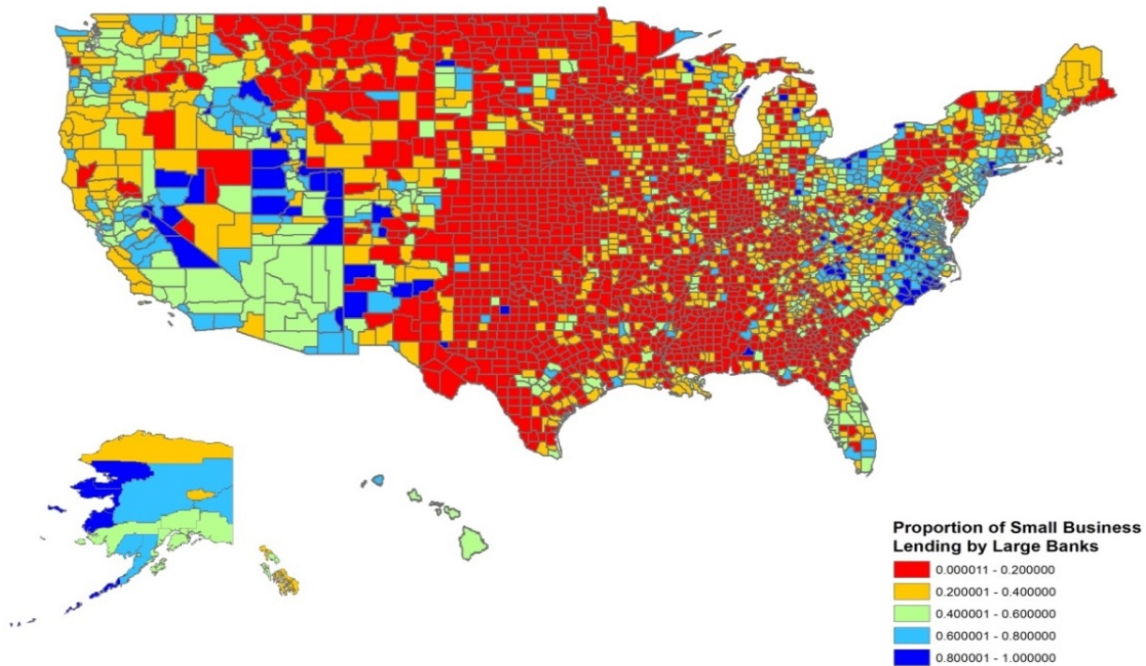 Proportion of Small Business
Lending by Large Banks
0.000011 - 0.200000
0.200001 - 0.400000
0.400001 - 0.600000
0.600001 - 0.800000
0.800001 - 1.000000